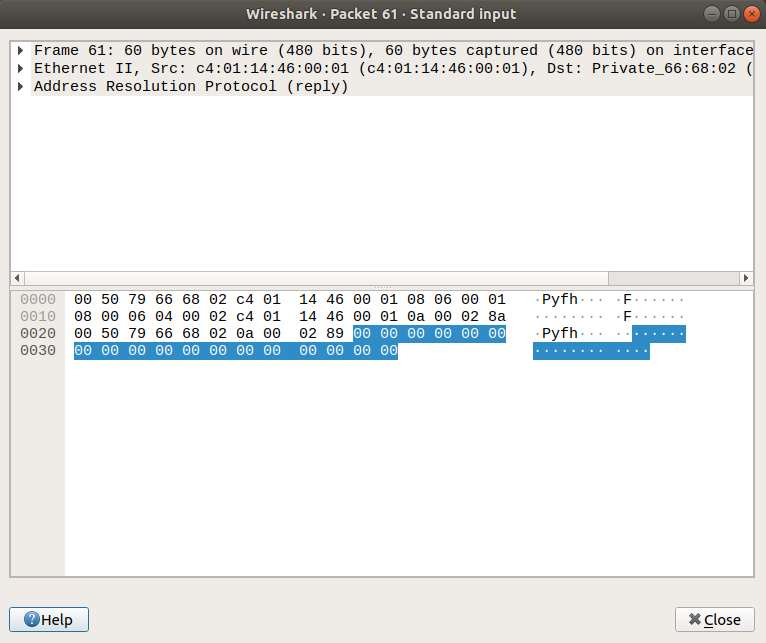 Wireshark · Packet 61 · Standard input
Frame 61: 60 bytes on wire (480 bits), 60 bytes captured (480 bits) on interface
Ethernet II, Src: c4:01:14:46:00:01 (c4:01:14:46:00:01), Dst: Private_66:68:02 (
Address Resolution Protocol (reply)
0000 00 50 79 66 68 02 c4 01 14 46 00 01 08 06 00 01 ·Pyfh··· ·F······
0010 08 00 06 04 00 02 c4 01 14 46 00 01 0a 00 02 8a ········ ·F······
0020 00 50 79 66 68 02 0a 00 02 89 00 00 00 00 00 00 ·Pyfh··· ········
0030 00 00 00 00 00 00 00 00 00 00 00 00 ········ ····
Help
Close